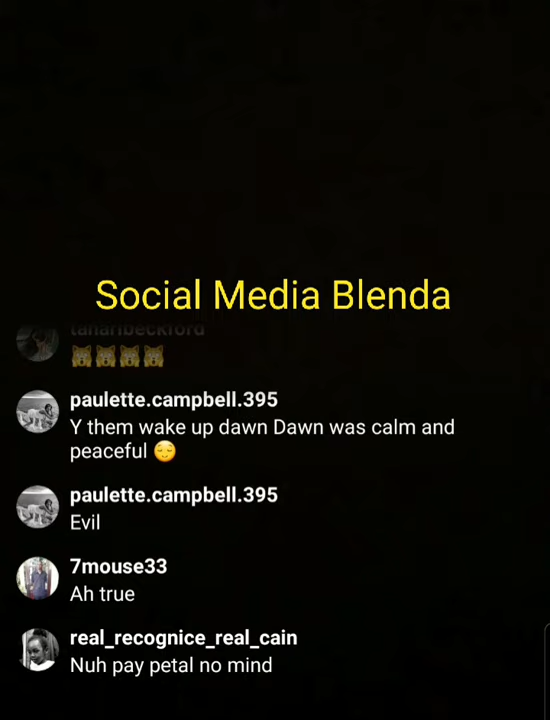 Social Media Blenda
taharibeckford
🙀🙀🙀🙀
paulette.campbell.395
Y them wake up dawn Dawn was calm and
peaceful 😌
paulette.campbell.395
Evil
7mouse33
Ah true
real_recognice_real_cain
Nuh pay petal no mind